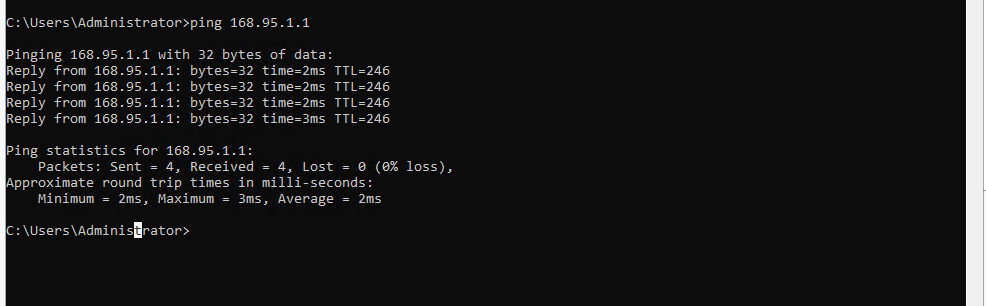 C:\Users\Administrator>ping 168.95.1.1
Pinging 168.95.1.1 with 32 bytes of data:
Reply from 168.95.1.1: bytes=32 time=2ms TTL=246
Reply from 168.95.1.1: bytes=32 time=2ms TTL=246
Reply from 168.95.1.1: bytes=32 time=2ms TTL=246
Reply from 168.95.1.1: bytes=32 time=3ms TTL=246
Ping statistics for 168.95.1.1:
    Packets: Sent = 4, Received = 4, Lost = 0 (0% loss),
Approximate round trip times in milli-seconds:
    Minimum = 2ms, Maximum = 3ms, Average = 2ms
C:\Users\Administrator>